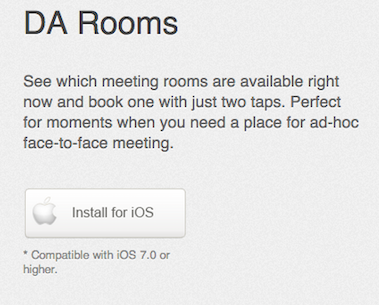 DA Rooms
See which meeting rooms are available right
now and book one with just two taps. Perfect
for moments when you need a place for ad-hoc
face-to-face meeting.
Install for iOS
* Compatible with iOS 7.0 or
higher.